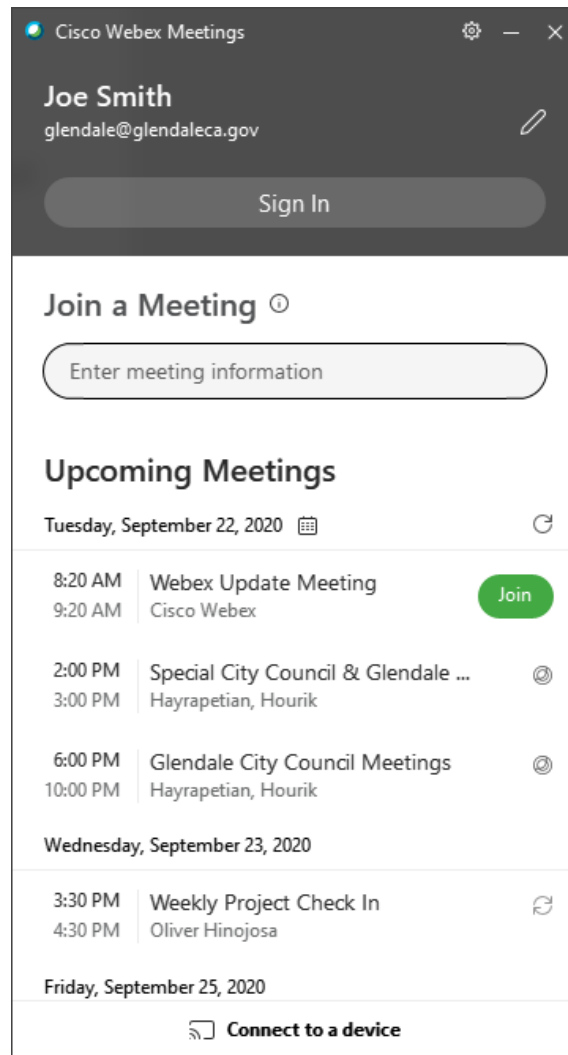 Cisco Webex Meetings
Joe Smith
glendale@glendaleca.gov
Sign In
Join a Meeting
Enter meeting information
Upcoming Meetings
Tuesday, September 22, 2020
8:20 AM Webex Update Meeting
9:20 AM Cisco Webex
Join
2:00 PM Special City Council & Glendale ...
3:00 PM Hayrapetian, Hourik
6:00 PM Glendale City Council Meetings
10:00 PM Hayrapetian, Hourik
Wednesday, September 23, 2020
3:30 PM Weekly Project Check In
4:30 PM Oliver Hinojosa
Friday, September 25, 2020
Connect to a device